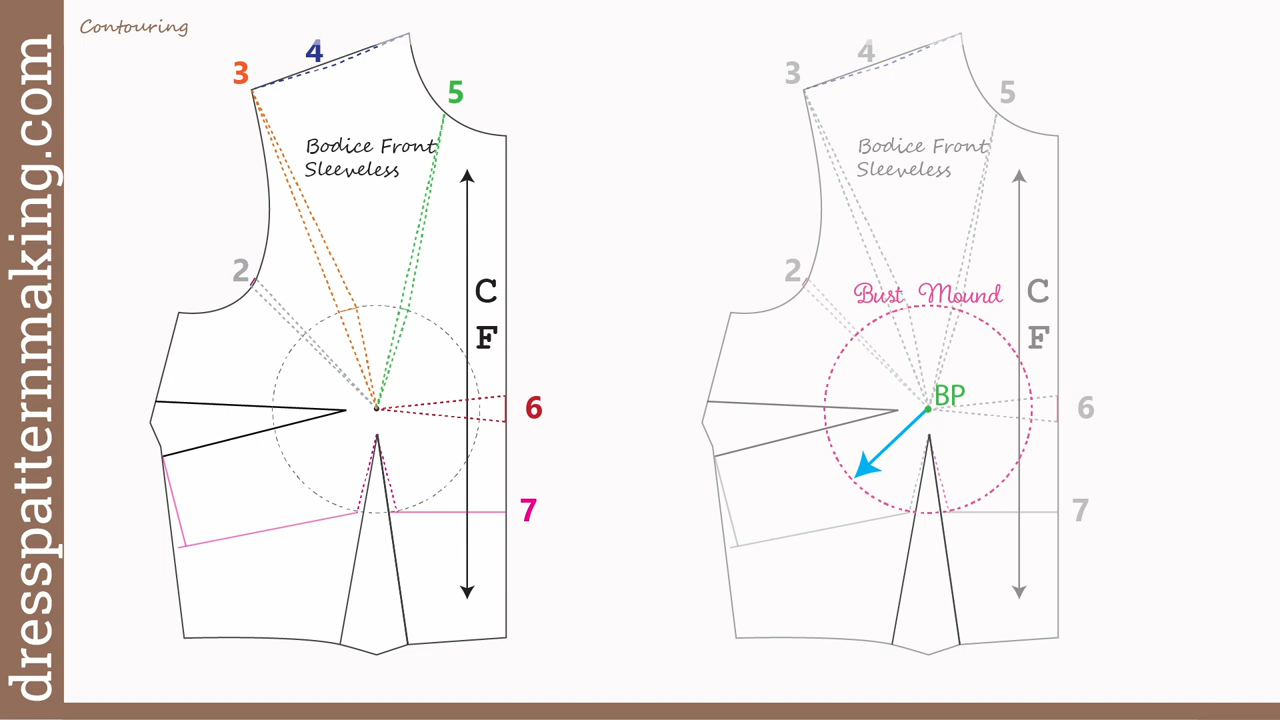 dresspatternmaking.com
Contouring
4
3
5
Bodice Front
Sleeveless
2
C
F
6
7
4
3
5
Bodice Front
Sleeveless
2
Bust Mound
C
F
BP
6
7